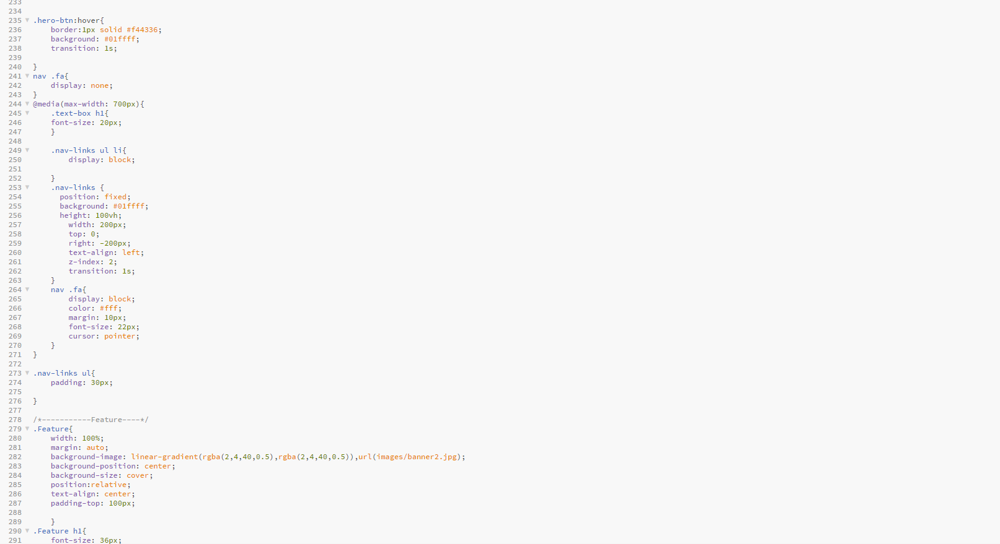 233
234
235 .hero-btn:hover{
236 border:1px solid #f44336;
237 background: #01ffff;
238 transition: 1s;
239
240 }
241 nav .fa{
242 display: none;
243 }
244 @media(max-width: 700px){
245 .text-box h1{
246 font-size: 20px;
247 }
248
249 .nav-links ul li{
250 display: block;
251
252 }
253 .nav-links {
254 position: fixed;
255 background: #01ffff;
256 height: 100vh;
257 width: 200px;
258 top: 0;
259 right: -200px;
260 text-align: left;
261 z-index: 2;
262 transition: 1s;
263 }
264 nav .fa{
265 display: block;
266 color: #fff;
267 margin: 10px;
268 font-size: 22px;
269 cursor: pointer;
270 }
271 }
272
273 .nav-links ul{
274 padding: 30px;
275
276 }
277
278 /*-----------Feature----*/
279 .Feature{
280 width: 100%;
281 margin: auto;
282 background-image: linear-gradient(rgba(2,4,40,0.5),rgba(2,4,40,0.5)),url(images/banner2.jpg);
283 background-position: center;
284 background-size: cover;
285 position:relative;
286 text-align: center;
287 padding-top: 100px;
288
289 }
290 .Feature h1{
291 font-size: 36px;